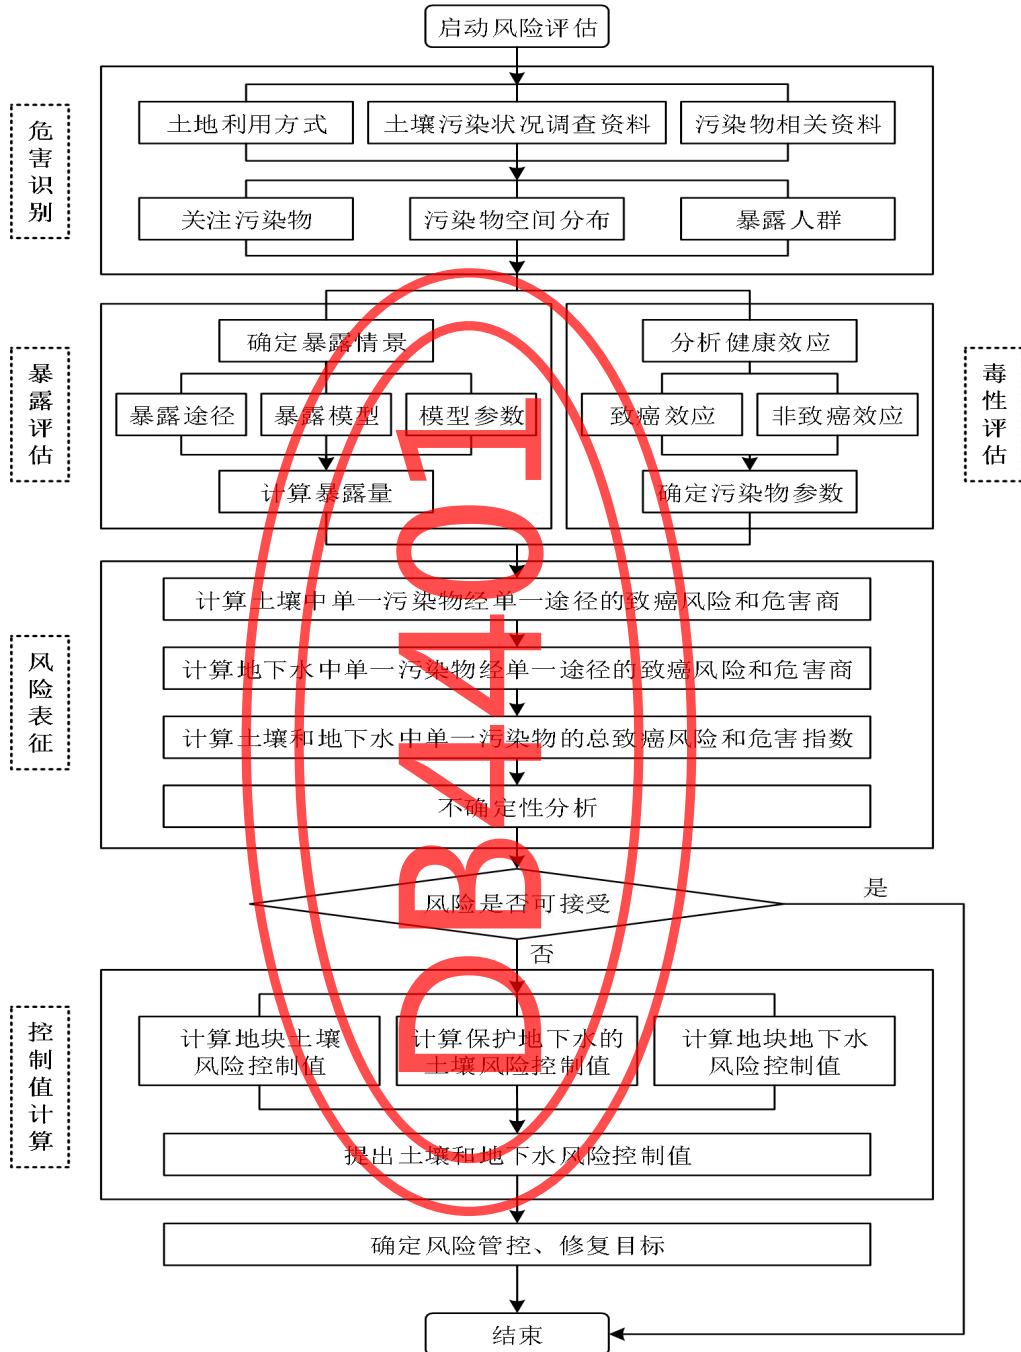 启动风险评估
危害识别
土地利用方式
土壤污染状况调查资料
污染物相关资料
关注污染物
污染物空间分布
暴露人群
暴露评估
确定暴露情景
暴露途径
暴露模型
模型参数
计算暴露量
毒性评估
分析健康效应
致癌效应
非致癌效应
确定污染物参数
风险表征
计算土壤中单一污染物经单一途径的致癌风险和危害商
计算地下水中单一污染物经单一途径的致癌风险和危害商
计算土壤和地下水中单一污染物的总致癌风险和危害指数
不确定性分析
风险是否可接受
是
否
控制值计算
计算地块土壤
风险控制值
计算保护地下水的
土壤风险控制值
计算地块地下水
风险控制值
提出土壤和地下水风险控制值
确定风险管控、修复目标
结束
DB4401